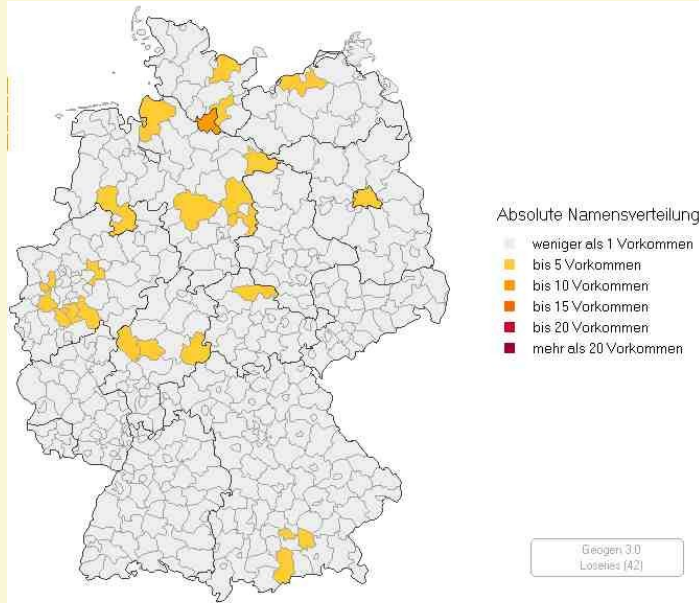 Absolute Namensverteilung
weniger als 1 Vorkommen
bis 5 Vorkommen
bis 10 Vorkommen
bis 15 Vorkommen
bis 20 Vorkommen
mehr als 20 Vorkommen
Geogen 3.0
Loseries (42)